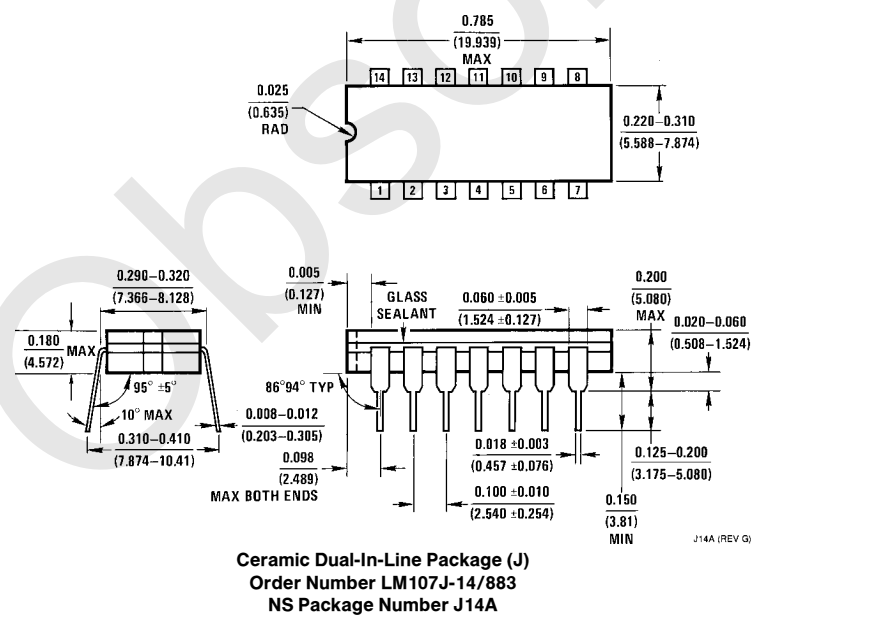 0.785
(19.939)
MAX
14 13 12 11 10 9 8
0.025
(0.635)
RAD
0.220–0.310
(5.588–7.874)
1 2 3 4 5 6 7
0.290–0.320
(7.366–8.128)
0.005
(0.127)
MIN
GLASS
SEALANT
0.060 ±0.005
(1.524 ±0.127)
0.200
(5.080)
MAX
0.020–0.060
(0.508–1.524)
0.180
(4.572)
MAX
95° ±5°
86°94° TYP
10° MAX
0.310–0.410
(7.874–10.41)
0.008–0.012
(0.203–0.305)
0.098
(2.489)
MAX BOTH ENDS
0.018 ±0.003
(0.457 ±0.076)
0.100 ±0.010
(2.540 ±0.254)
0.125–0.200
(3.175–5.080)
0.150
(3.81)
MIN
J14A (REV G)
Ceramic Dual-In-Line Package (J)
Order Number LM107J-14/883
NS Package Number J14A
Obso